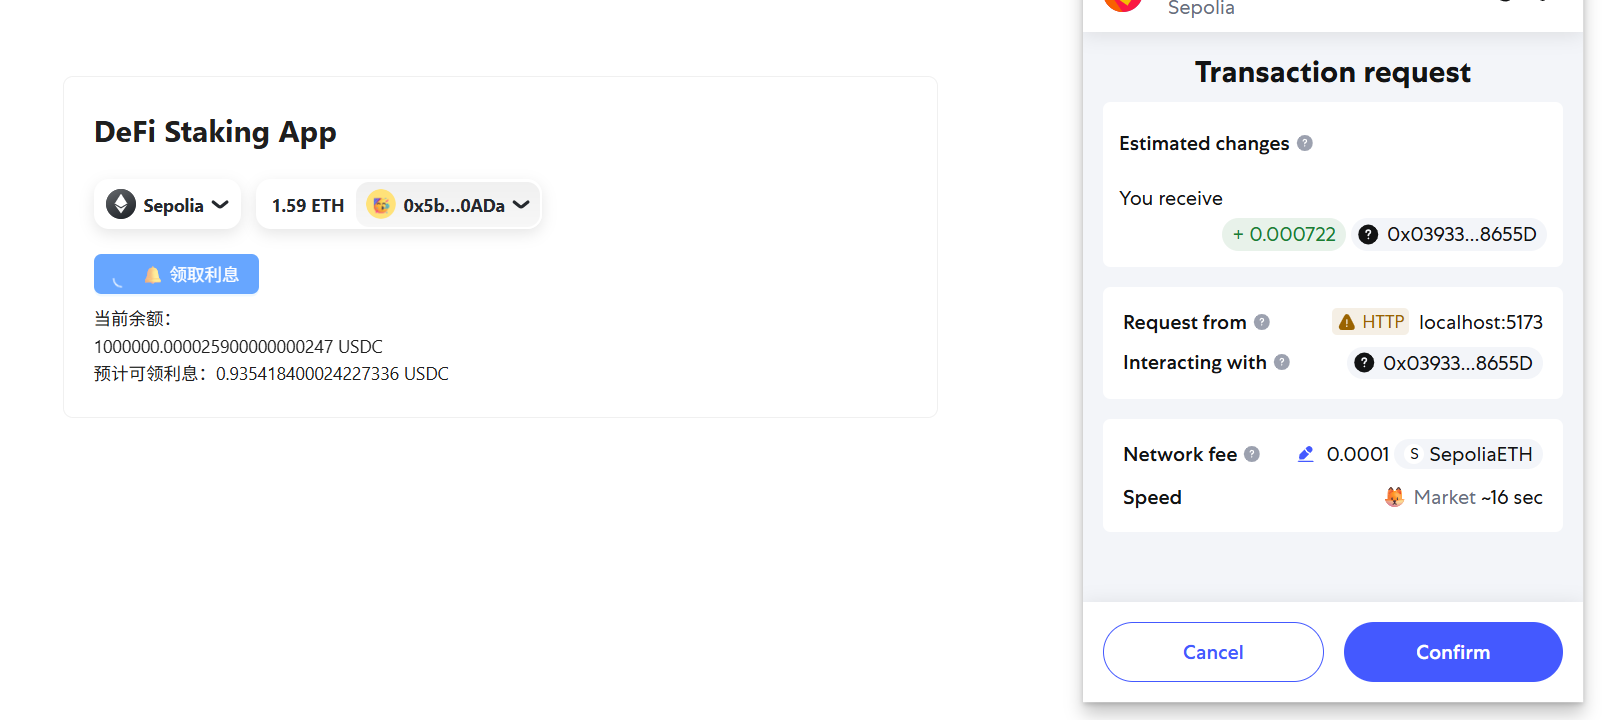 DeFi Staking App
Sepolia
1.59 ETH
0x5b...0ADa
🔔 领取利息
当前余额：
1000000.000025900000000247 USDC
预计可领利息：0.935418400024227336 USDC
Sepolia
Transaction request
Estimated changes ?
You receive
+ 0.000722 ? 0x03933...8655D
Request from ? HTTP localhost:5173
Interacting with ? ? 0x03933...8655D
Network fee ? 0.0001 S SepoliaETH
Speed Market ~16 sec
Cancel
Confirm